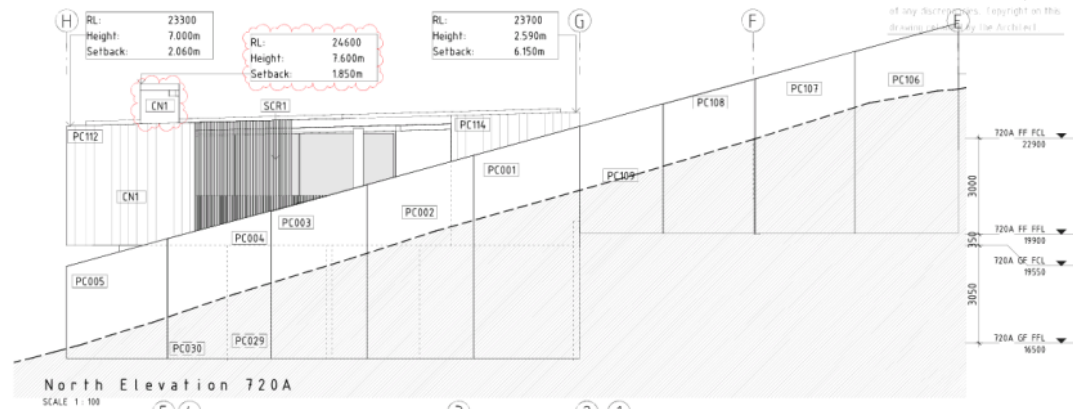 of any discrepancies. Copyright on this
drawing retained by the Architect
H
G
F
E
RL: 23300
Height: 7.000m
Setback: 2.060m
RL: 24600
Height: 7.600m
Setback: 1.850m
RL: 23700
Height: 2.590m
Setback: 6.150m
CN1
SCR1
PC112
PC114
PC108
PC107
PC106
CN1
PC001
PC109
PC002
PC003
PC004
PC005
PC029
PC030
720A FF FCL
22900
3000
720A FF FFL
19900
350
720A GF FCL
19550
3050
720A GF FFL
16500
North Elevation 720A
SCALE 1 : 100